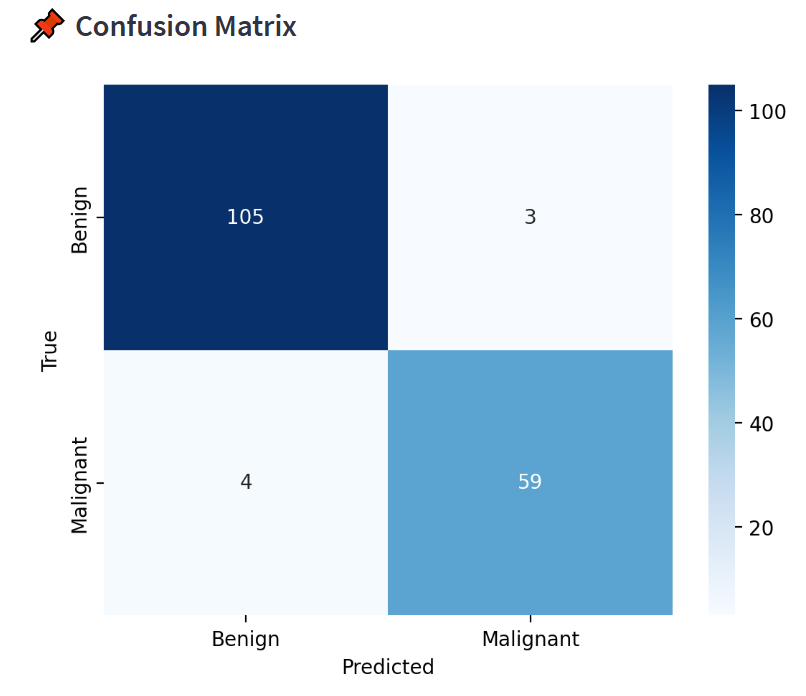 📌 Confusion Matrix
Benign
105
3
True
Malignant
4
59
Benign
Malignant
Predicted
100
80
60
40
20